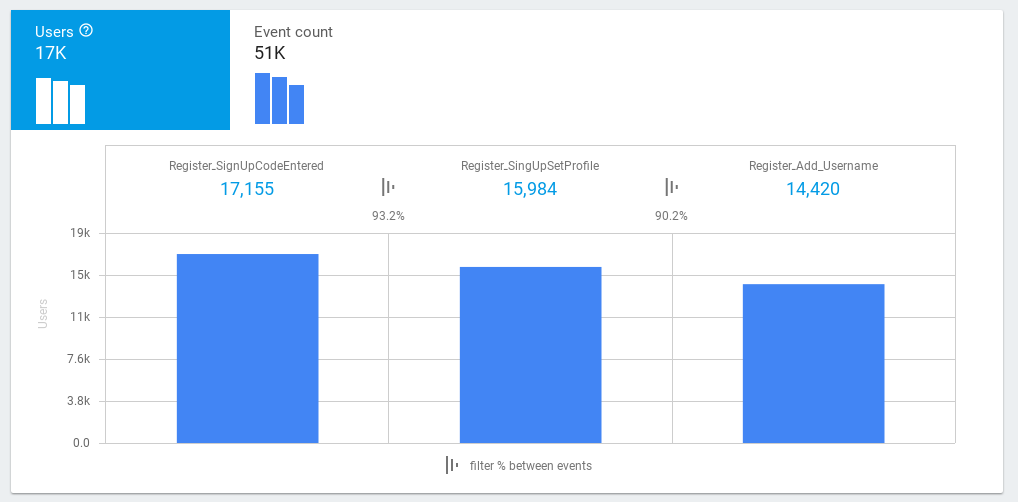 Users ?
17K
Event count
51K
Register_SignUpCodeEntered
17,155
93.2%
Register_SingUpSetProfile
15,984
90.2%
Register_Add_Username
14,420
Users
19k
15k
11k
7.6k
3.8k
0.0
filter % between events